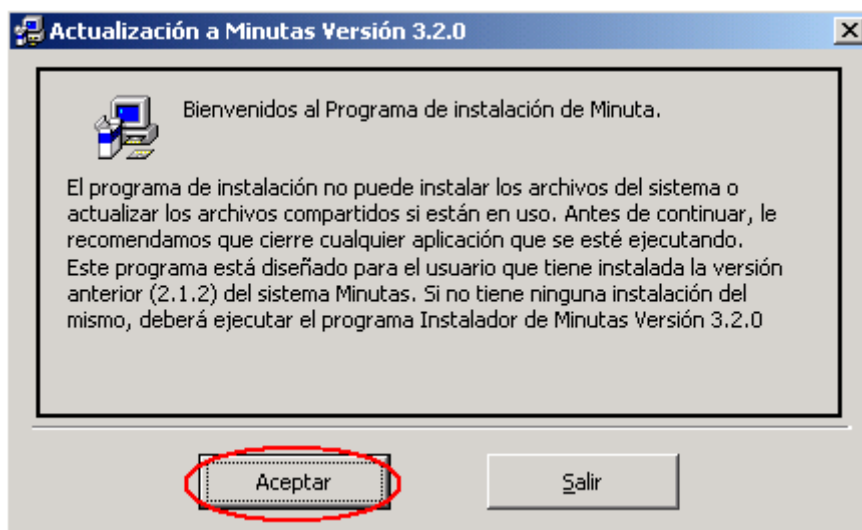 Actualización a Minutas Versión 3.2.0
Bienvenidos al Programa de instalación de Minuta.
El programa de instalación no puede instalar los archivos del sistema o
actualizar los archivos compartidos si están en uso. Antes de continuar, le
recomendamos que cierre cualquier aplicación que se esté ejecutando.
Este programa está diseñado para el usuario que tiene instalada la versión
anterior (2.1.2) del sistema Minutas. Si no tiene ninguna instalación del
mismo, deberá ejecutar el programa Instalador de Minutas Versión 3.2.0
Aceptar
Salir